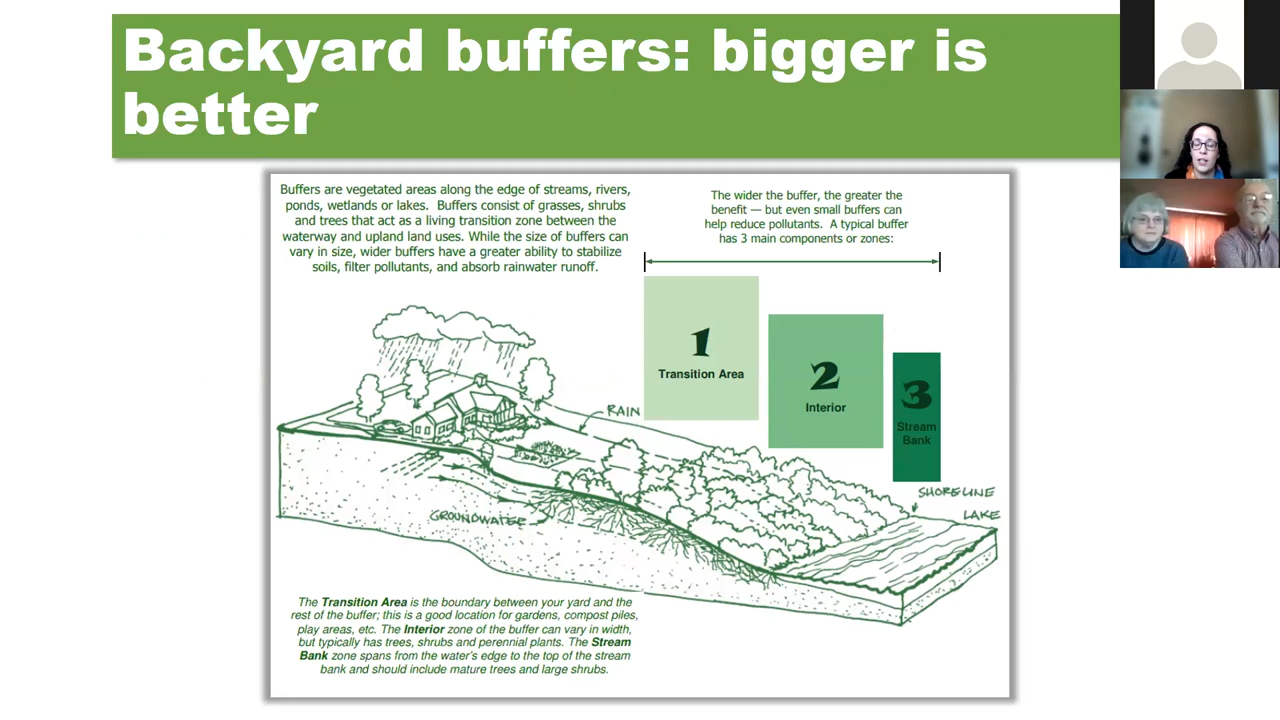 Backyard buffers: bigger is
better
Buffers are vegetated areas along the edge of streams, rivers,
ponds, wetlands or lakes. Buffers consist of grasses, shrubs
and trees that act as a living transition zone between the
waterway and upland land uses. While the size of buffers can
vary in size, wider buffers have a greater ability to stabilize
soils, filter pollutants, and absorb rainwater runoff.
The wider the buffer, the greater the
benefit — but even small buffers can
help reduce pollutants. A typical buffer
has 3 main components or zones:
1
Transition Area
2
Interior
3
Stream
Bank
RAIN
GROUNDWATER
SHORELINE
LAKE
The Transition Area is the boundary between your yard and the
rest of the buffer; this is a good location for gardens, compost piles,
play areas, etc. The Interior zone of the buffer can vary in width,
but typically has trees, shrubs and perennial plants. The Stream
Bank zone spans from the water's edge to the top of the stream
bank and should include mature trees and large shrubs.